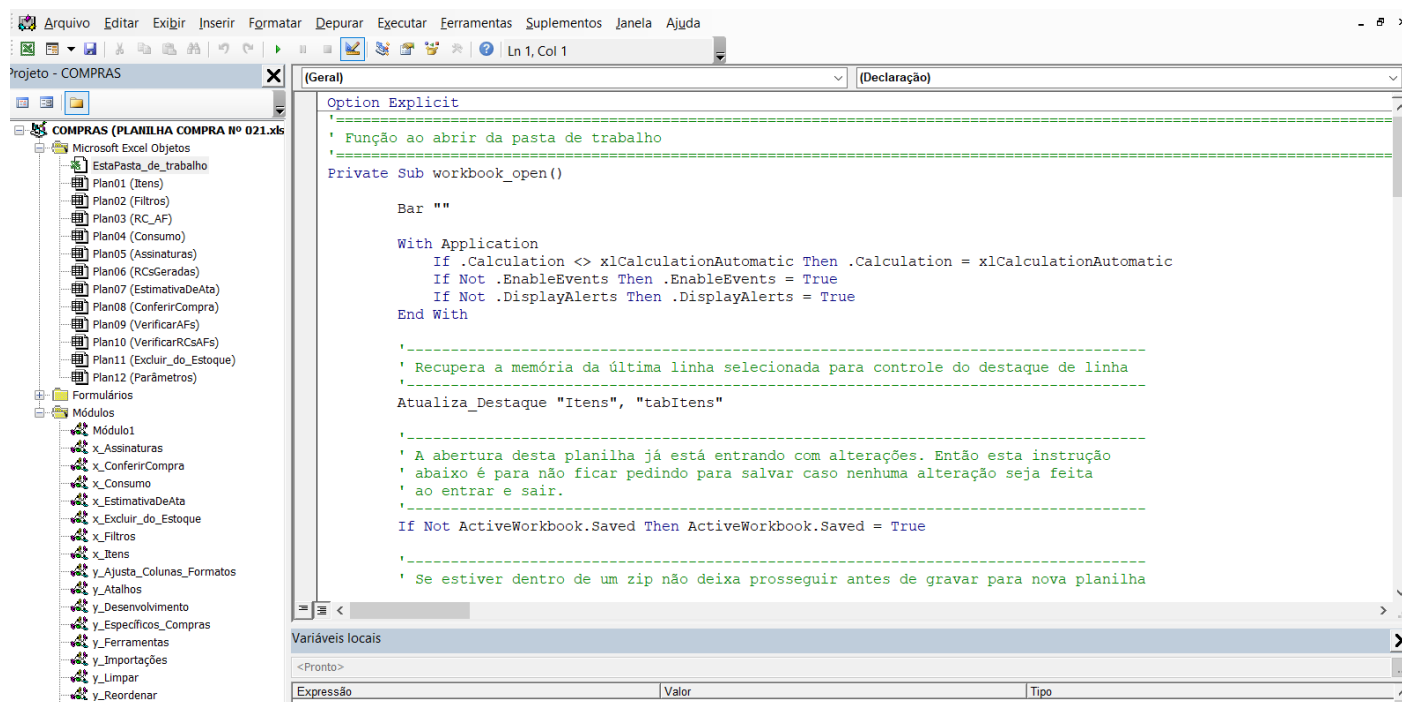 Arquivo Editar Exibir Inserir Formatar Depurar Executar Ferramentas Suplementos Janela Ajuda
Ln 1, Col 1
Projeto - COMPRAS
COMPRAS (PLANILHA COMPRA Nº 021.xls
Microsoft Excel Objetos
EstaPasta_de_trabalho
Plan01 (Itens)
Plan02 (Filtros)
Plan03 (RC_AF)
Plan04 (Consumo)
Plan05 (Assinaturas)
Plan06 (RCsGeradas)
Plan07 (EstimativaDeAta)
Plan08 (ConferirCompra)
Plan09 (VerificarAFs)
Plan10 (VerificarRCsAFs)
Plan11 (Excluir_do_Estoque)
Plan12 (Parâmetros)
Formulários
Módulos
Módulo1
x_Assinaturas
x_ConferirCompra
x_Consumo
x_EstimativaDeAta
x_Excluir_do_Estoque
x_Filtros
x_Itens
y_Ajusta_Colunas_Formatos
y_Atalhos
y_Desenvolvimento
y_Específicos_Compras
y_Ferramentas
y_Importações
y_Limpar
y_Reordenar
(Geral)
(Declaração)
Option Explicit
'=========================================================================================================================
' Função ao abrir da pasta de trabalho
'=========================================================================================================================
Private Sub workbook_open()
Bar ""
With Application
If .Calculation <> xlCalculationAutomatic Then .Calculation = xlCalculationAutomatic
If Not .EnableEvents Then .EnableEvents = True
If Not .DisplayAlerts Then .DisplayAlerts = True
End With
'-------------------------------------------------------------------------------------
' Recupera a memória da última linha selecionada para controle do destaque de linha
'-------------------------------------------------------------------------------------
Atualiza_Destaque "Itens", "tabItens"
'-------------------------------------------------------------------------------------
' A abertura desta planilha já está entrando com alterações. Então esta instrução
' abaixo é para não ficar pedindo para salvar caso nenhuma alteração seja feita
' ao entrar e sair.
'-------------------------------------------------------------------------------------
If Not ActiveWorkbook.Saved Then ActiveWorkbook.Saved = True
'-------------------------------------------------------------------------------------
' Se estiver dentro de um zip não deixa prosseguir antes de gravar para nova planilha
Variáveis locais
<Pronto>
Expressão Valor Tipo